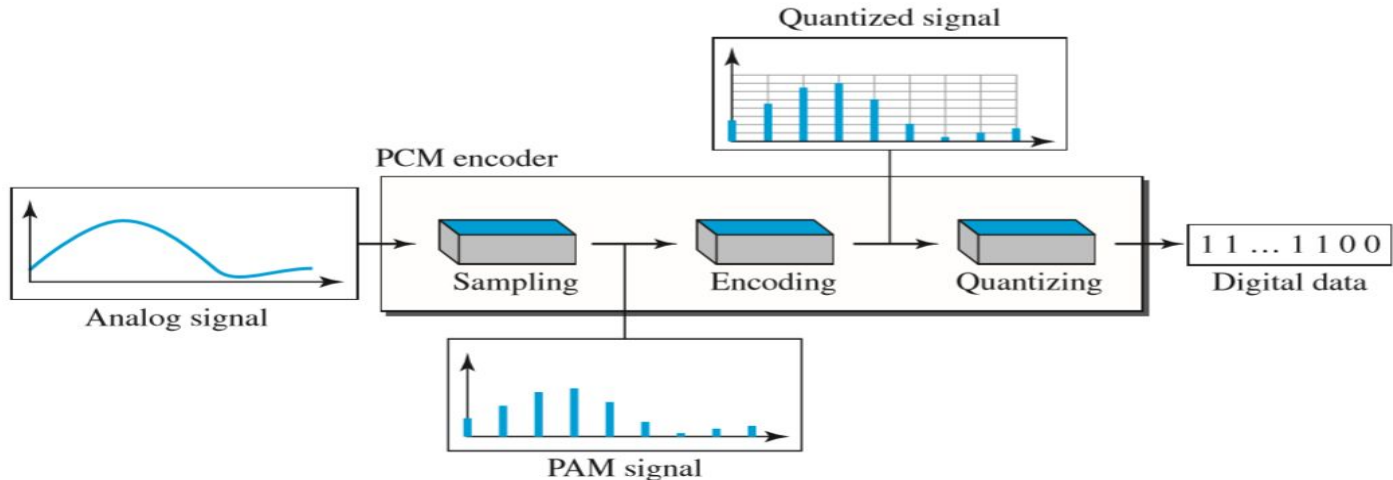 Quantized signal
PCM encoder
Sampling
Encoding
Quantizing
1 1 ... 1 1 0 0
Digital data
Analog signal
PAM signal